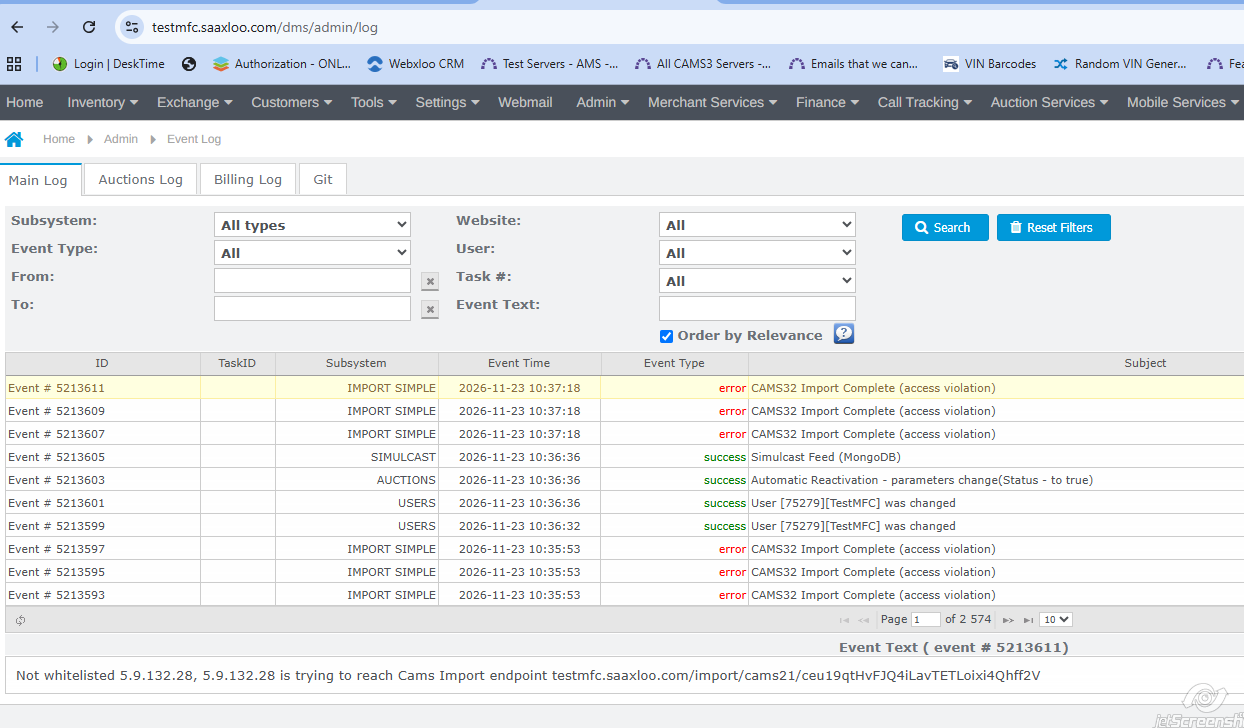 testmfc.saaxloo.com/dms/admin/log
Login | DeskTime Authorization - ONL... Webxloo CRM Test Servers - AMS -... All CAMS3 Servers -... Emails that we can... VIN Barcodes Random VIN Gener... Fea
Home Inventory Exchange Customers Tools Settings Webmail Admin Merchant Services Finance Call Tracking Auction Services Mobile Services
Home Admin Event Log
Main Log Auctions Log Billing Log Git
Subsystem: All types Website: All Search Reset Filters
Event Type: All User: All
From: Task #: All
To: Event Text:
Order by Relevance ?
ID TaskID Subsystem Event Time Event Type Subject
Event # 5213611 IMPORT SIMPLE 2026-11-23 10:37:18 error CAMS32 Import Complete (access violation)
Event # 5213609 IMPORT SIMPLE 2026-11-23 10:37:18 error CAMS32 Import Complete (access violation)
Event # 5213607 IMPORT SIMPLE 2026-11-23 10:37:18 error CAMS32 Import Complete (access violation)
Event # 5213605 SIMULCAST 2026-11-23 10:36:36 success Simulcast Feed (MongoDB)
Event # 5213603 AUCTIONS 2026-11-23 10:36:36 success Automatic Reactivation - parameters change(Status - to true)
Event # 5213601 USERS 2026-11-23 10:36:36 success User [75279][TestMFC] was changed
Event # 5213599 USERS 2026-11-23 10:36:32 success User [75279][TestMFC] was changed
Event # 5213597 IMPORT SIMPLE 2026-11-23 10:35:53 error CAMS32 Import Complete (access violation)
Event # 5213595 IMPORT SIMPLE 2026-11-23 10:35:53 error CAMS32 Import Complete (access violation)
Event # 5213593 IMPORT SIMPLE 2026-11-23 10:35:53 error CAMS32 Import Complete (access violation)
Page 1 of 2 574 10
Event Text ( event # 5213611)
Not whitelisted 5.9.132.28, 5.9.132.28 is trying to reach Cams Import endpoint testmfc.saaxloo.com/import/cams21/ceu19qtHvFJQ4iLavTETLoixi4Qhff2V